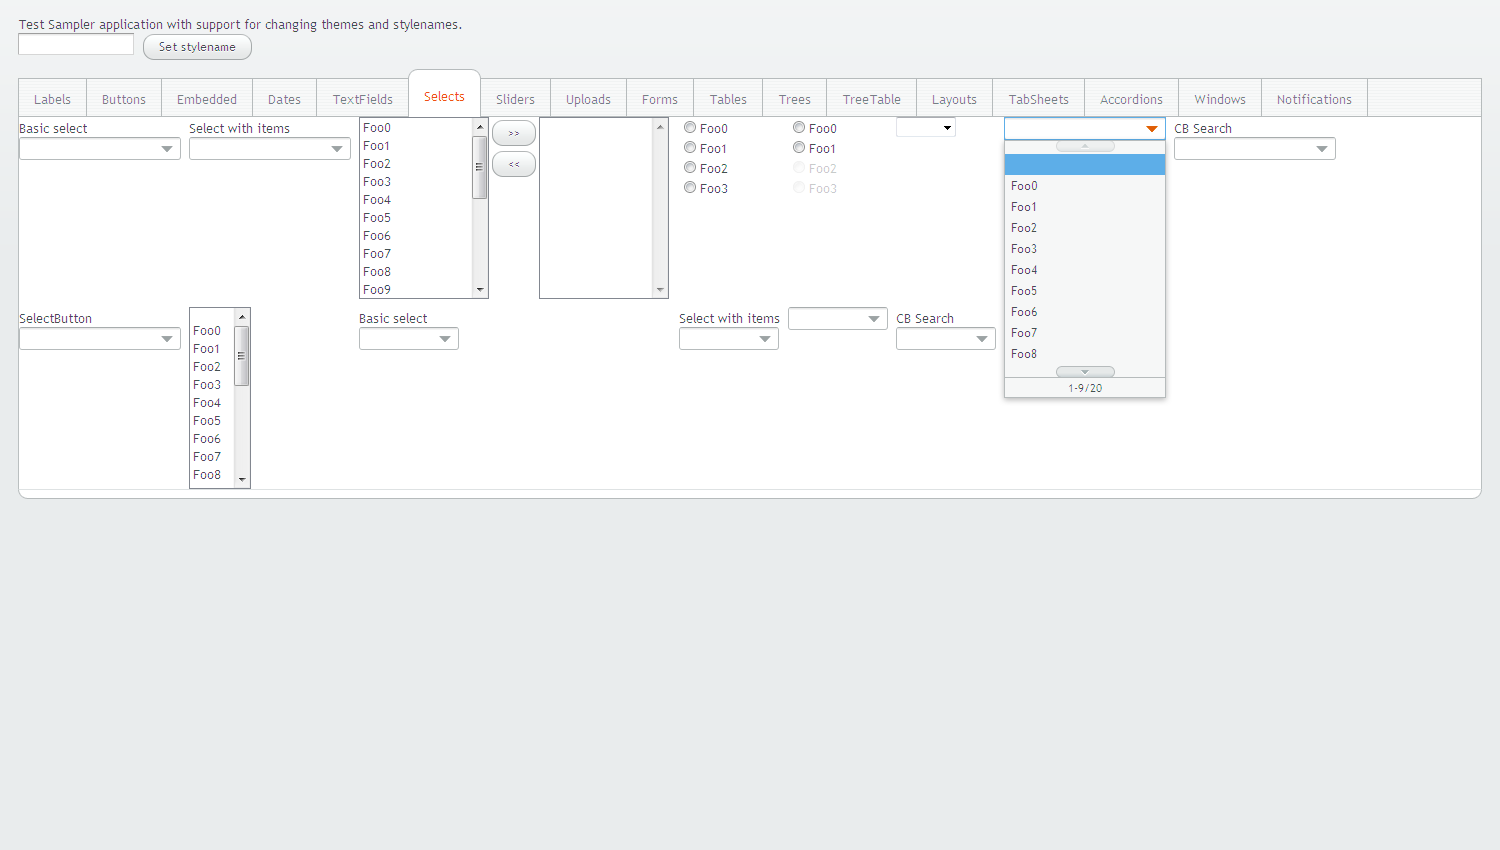 Test Sampler application with support for changing themes and stylenames.
Set stylename
Labels Buttons Embedded Dates TextFields Selects Sliders Uploads Forms Tables Trees TreeTable Layouts TabSheets Accordions Windows Notifications
Basic select
Select with items
Foo0
Foo1
Foo2
Foo3
Foo4
Foo5
Foo6
Foo7
Foo8
Foo9
>>
<<
Foo0
Foo1
Foo2
Foo3
Foo0
Foo1
Foo2
Foo3
Foo0
Foo1
Foo2
Foo3
Foo4
Foo5
Foo6
Foo7
Foo8
1-9/20
CB Search
SelectButton
Foo0
Foo1
Foo2
Foo3
Foo4
Foo5
Foo6
Foo7
Foo8
Basic select
Select with items
CB Search